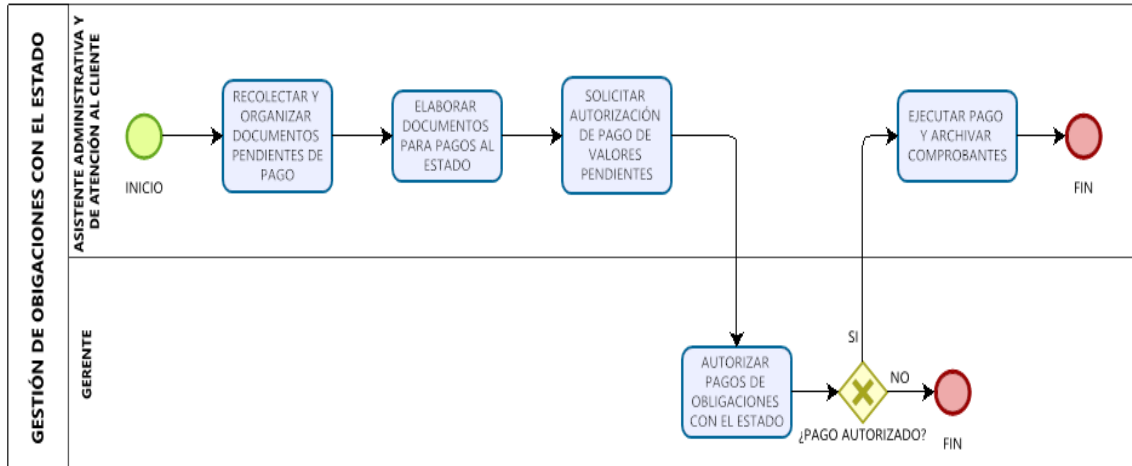 GESTIÓN DE OBIGACIONES CON EL ESTADO
ASISTENTE ADMINISTRATIVA Y
DE ATENCIÓN AL CLIENTE
INICIO
RECOLECTAR Y
ORGANIZAR
DOCUMENTOS
PENDIENTES DE
PAGO
ELABORAR
DOCUMENTOS
PARA PAGOS AL
ESTADO
SOLICITAR
AUTORIZACIÓN
DE PAGO DE
VALORES
PENDIENTES
EJECUTAR PAGO
Y ARCHIVAR
COMPROBANTES
FIN
GERENTE
AUTORIZAR
PAGOS DE
OBLIGACIONES
CON EL ESTADO
SI
NO
¿PAGO AUTORIZADO?
FIN